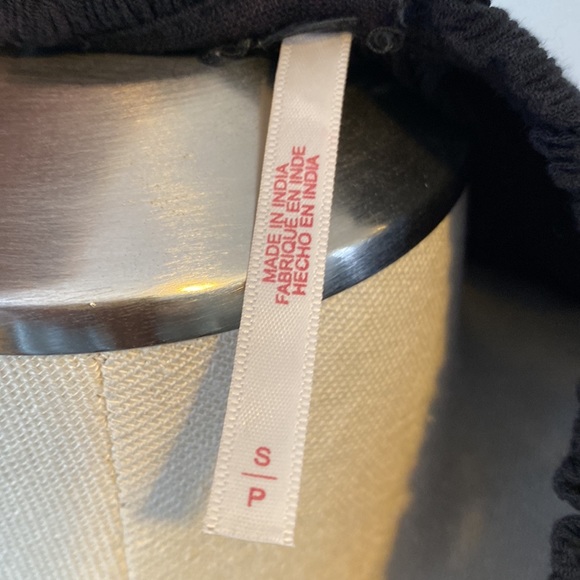 MADE IN INDIA
FABRIQUÉ EN INDE
HECHO EN INDIA
S | P